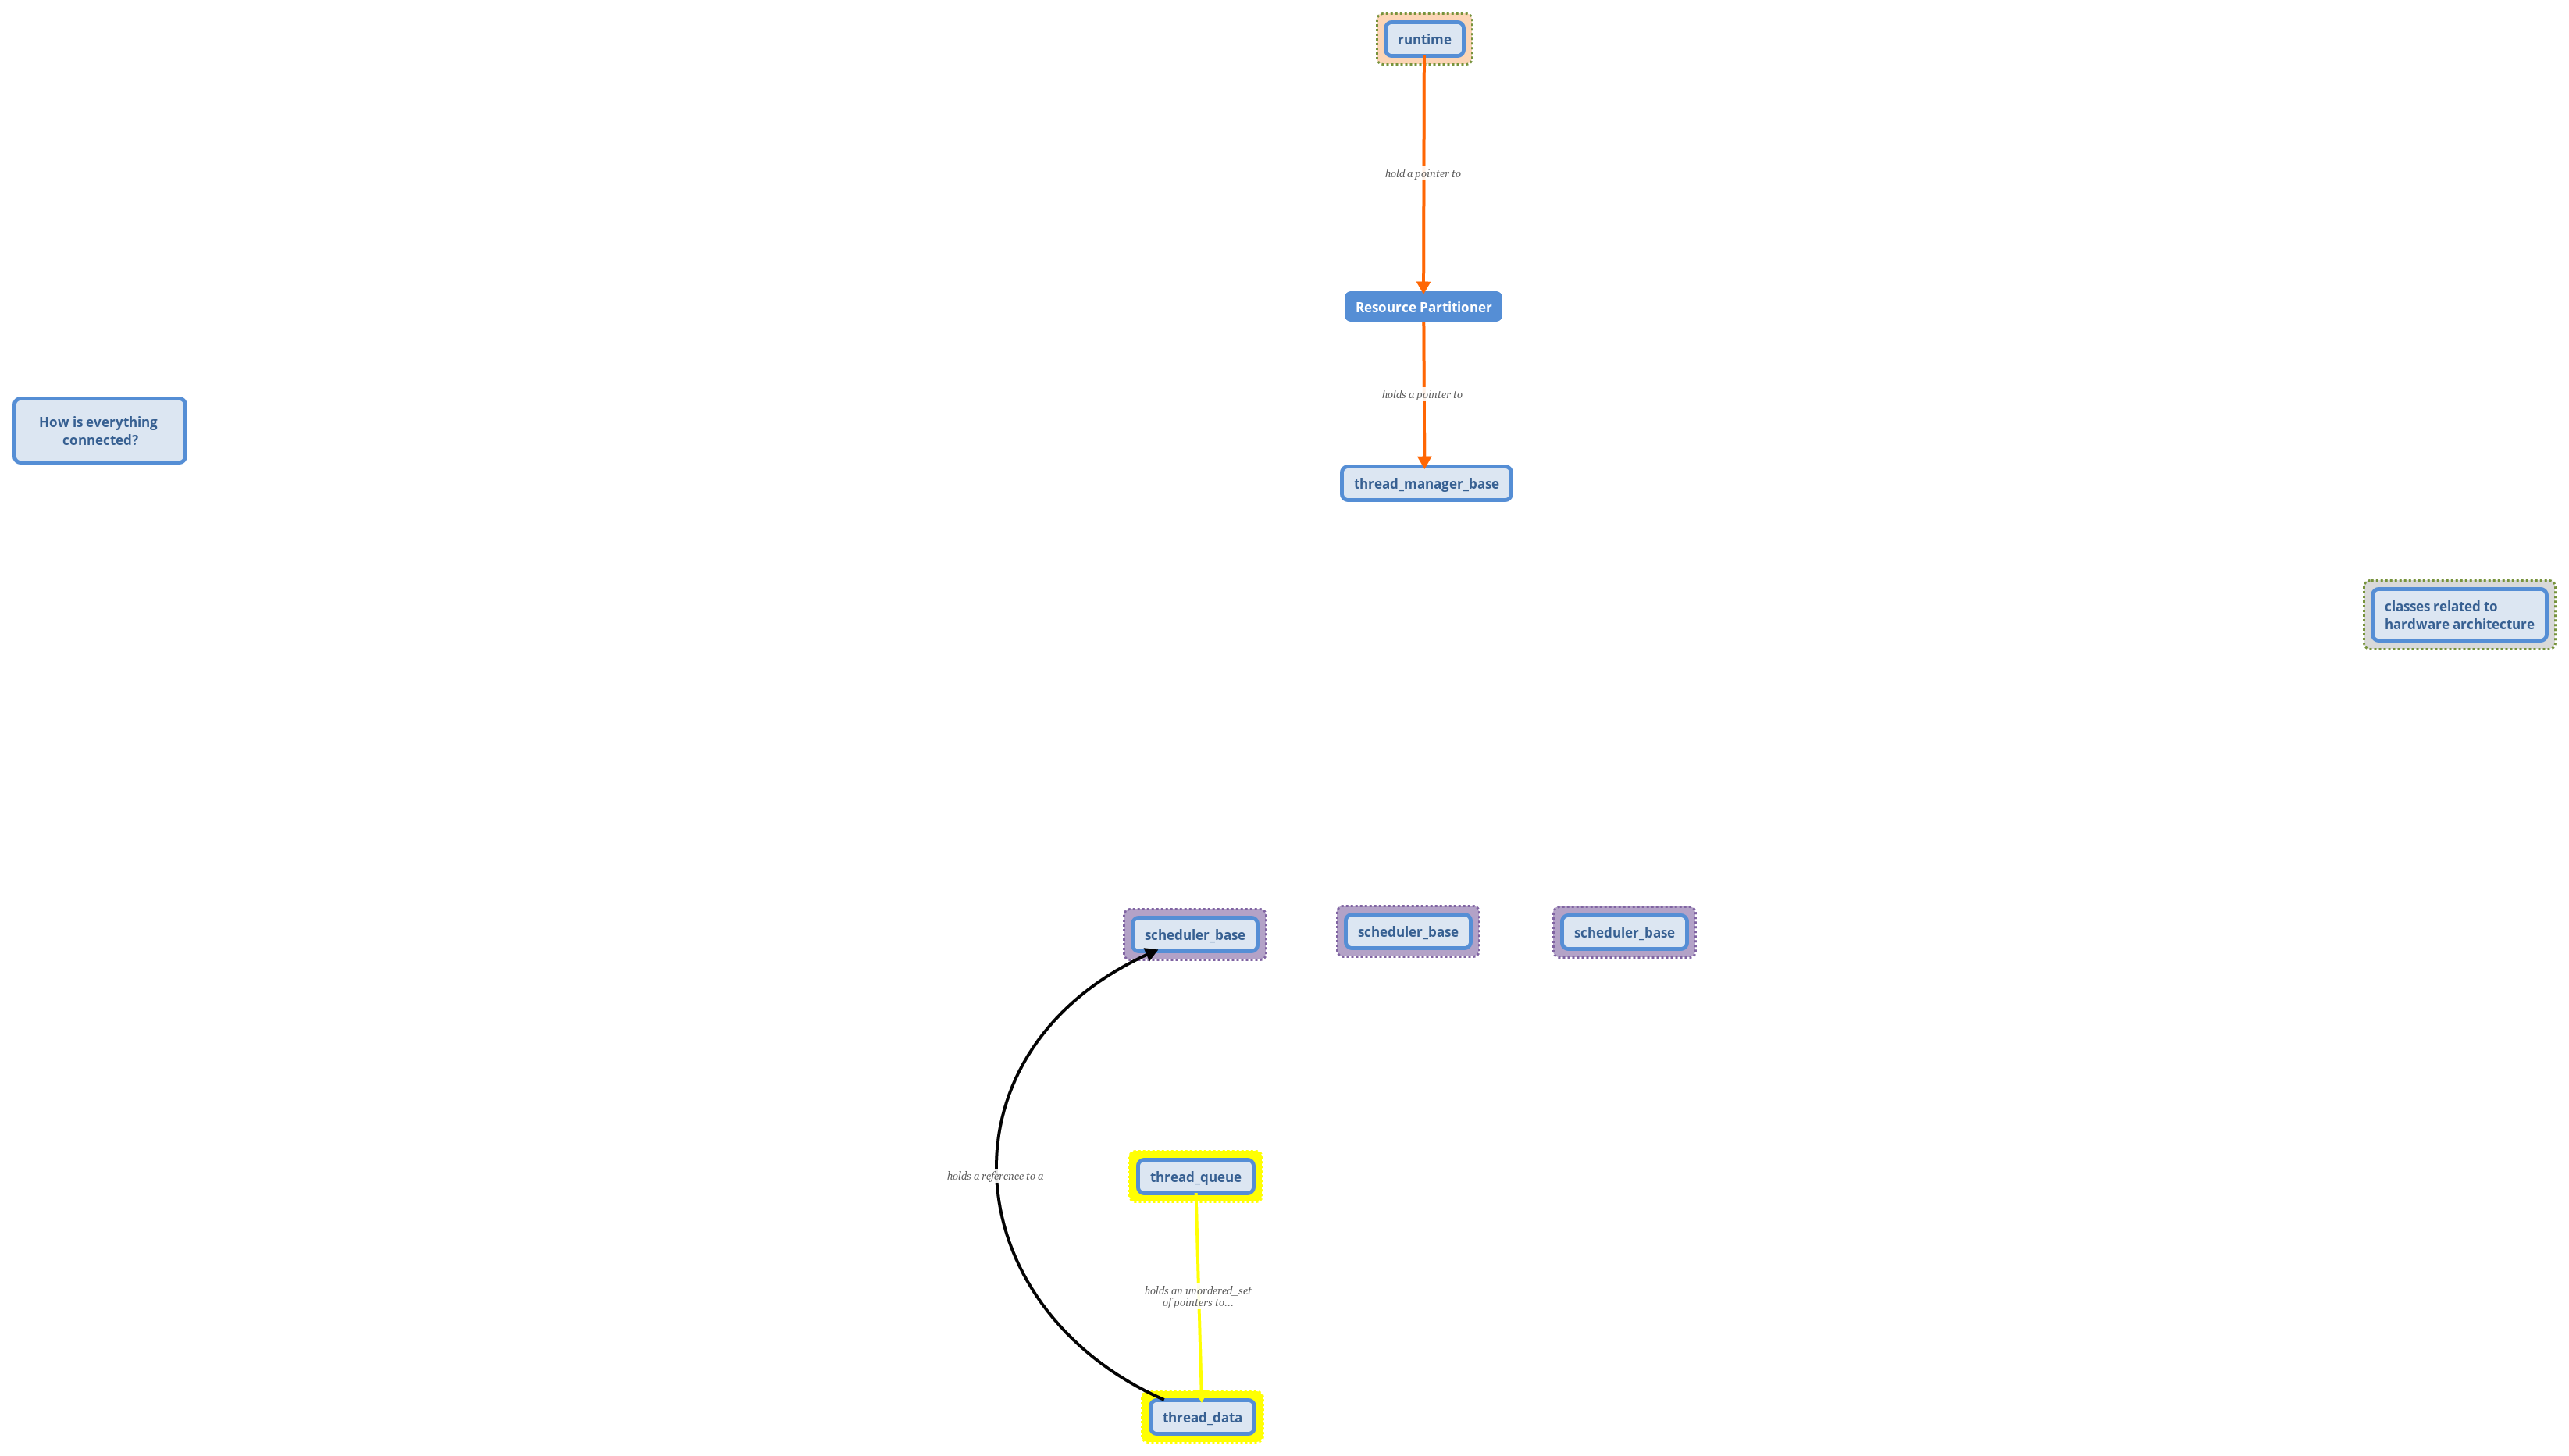 runtime
hold a pointer to
Resource Partitioner
holds a pointer to
How is everything
connected?
thread_manager_base
classes related to
hardware architecture
scheduler_base
scheduler_base
scheduler_base
holds a reference to a
thread_queue
holds an unordered_set
of pointers to...
thread_data